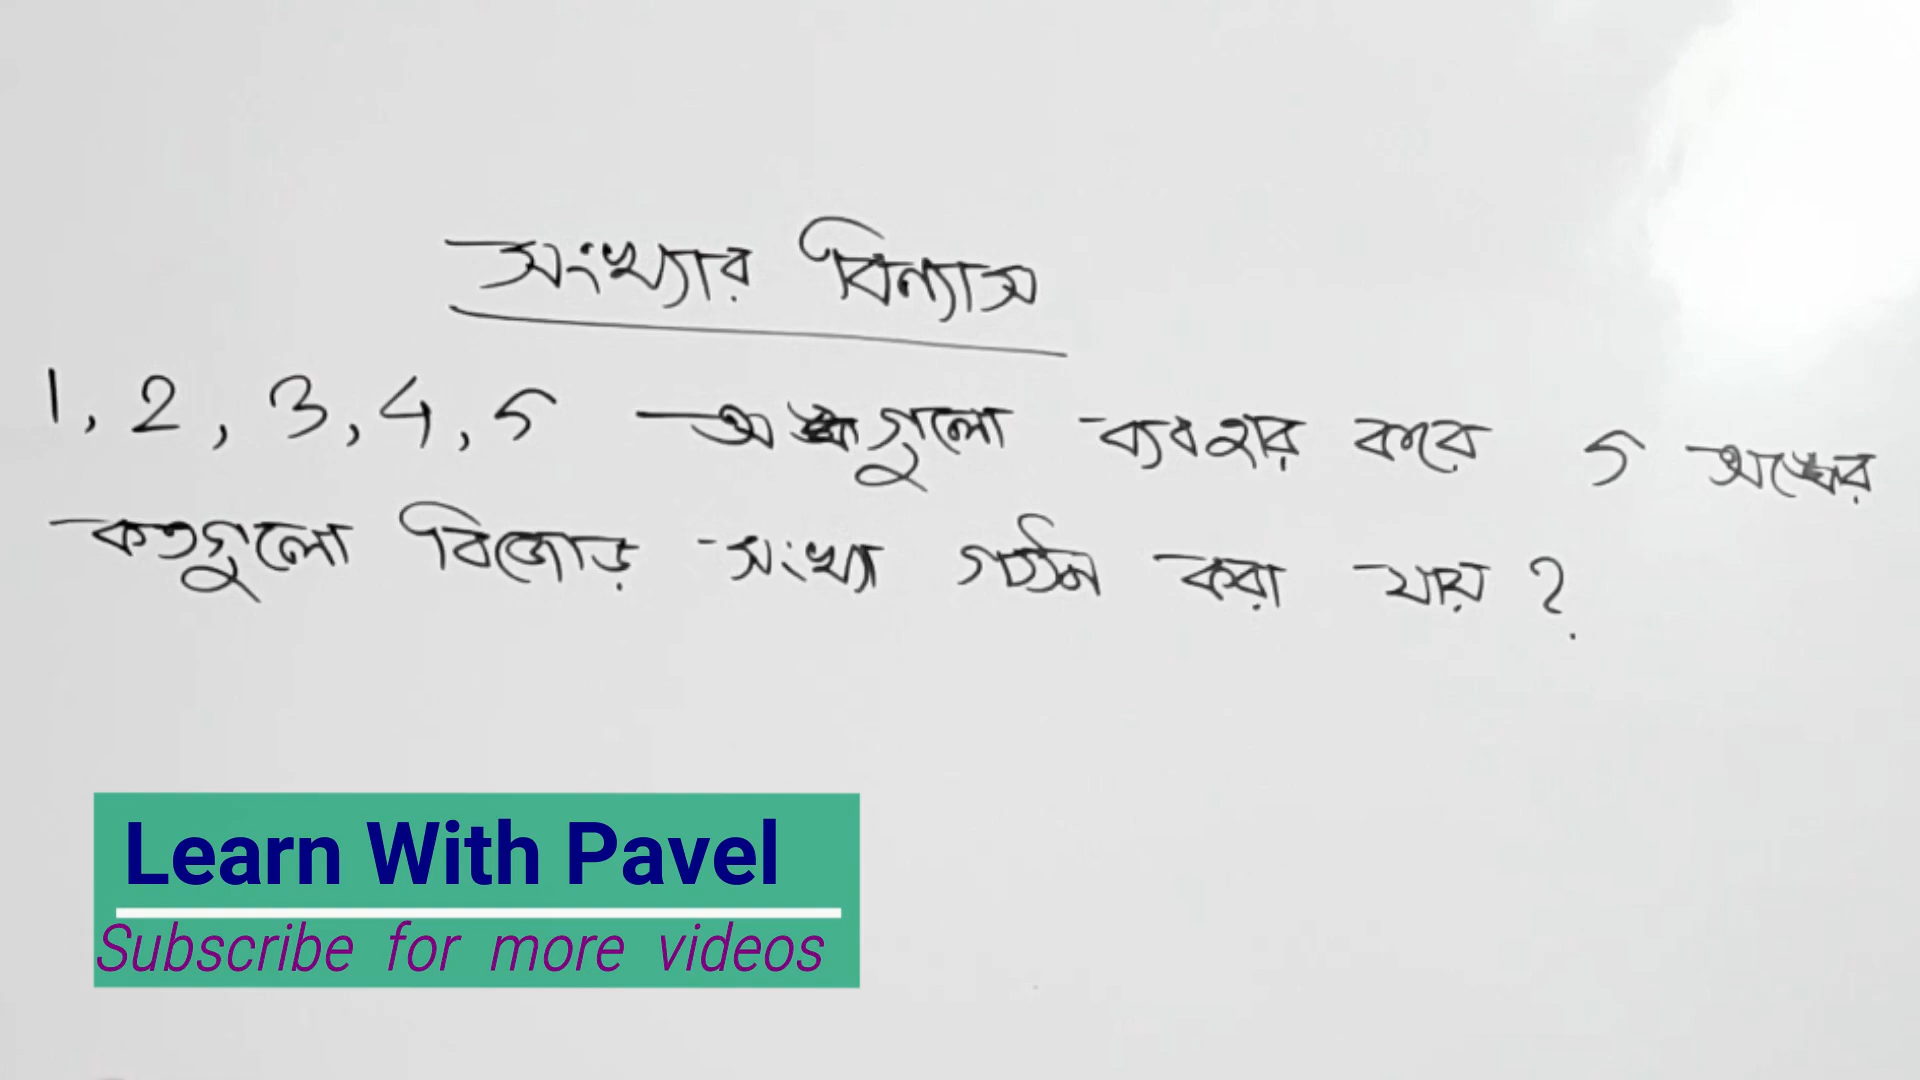 সংখ্যার বিন্যাস
1, 2, 3, 4, 5 অঙ্কগুলো ব্যবহার করে 5 অঙ্কের
কতগুলো বিজোড় সংখ্যা গঠন করা যায় ?
Learn With Pavel
Subscribe for more videos